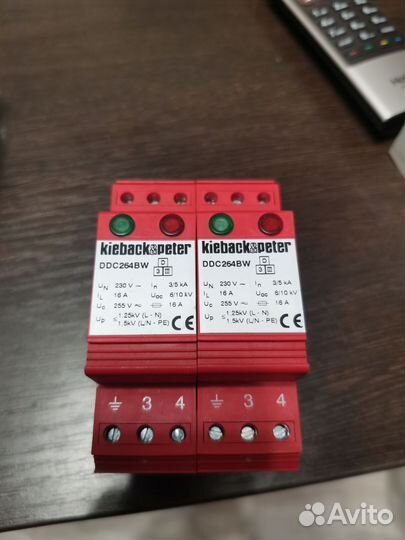 kieback&peter
DDC264BW D
3 III
UN 230 V ~ In 3/5 kA
IL 16 A Uoc 6/10 kV
Uc 255 V ~ 16 A
Up ≤ 1.25kV (L - N)
1.5kV (L/N - PE) CE
kieback&peter
DDC264BW D
3 III
UN 230 V ~ In 3/5 kA
IL 16 A Uoc 6/10 kV
Uc 255 V ~ 16 A
Up ≤ 1.25kV (L - N)
1.5kV (L/N - PE) CE
3 4
3 4
Avito